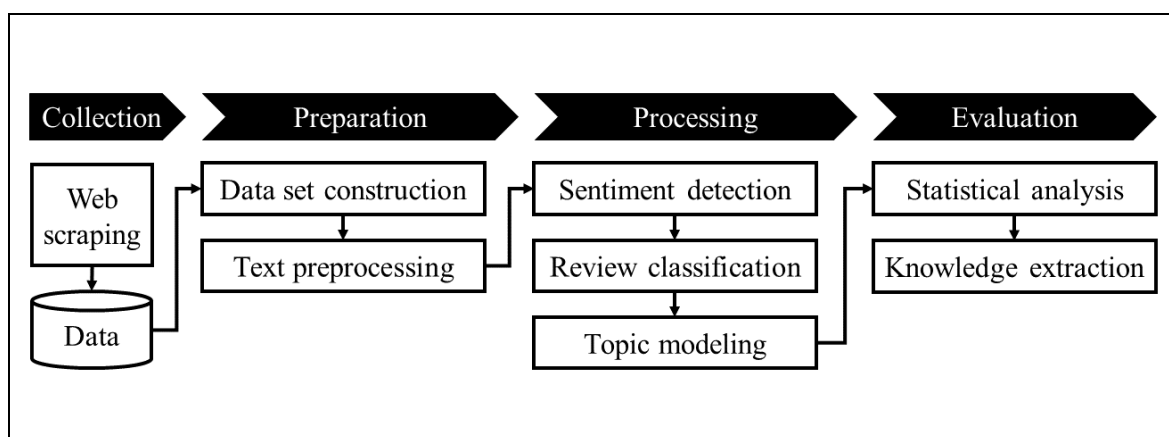 Collection
Preparation
Processing
Evaluation
Web
scraping
Data
Data set construction
Text preprocessing
Sentiment detection
Review classification
Topic modeling
Statistical analysis
Knowledge extraction